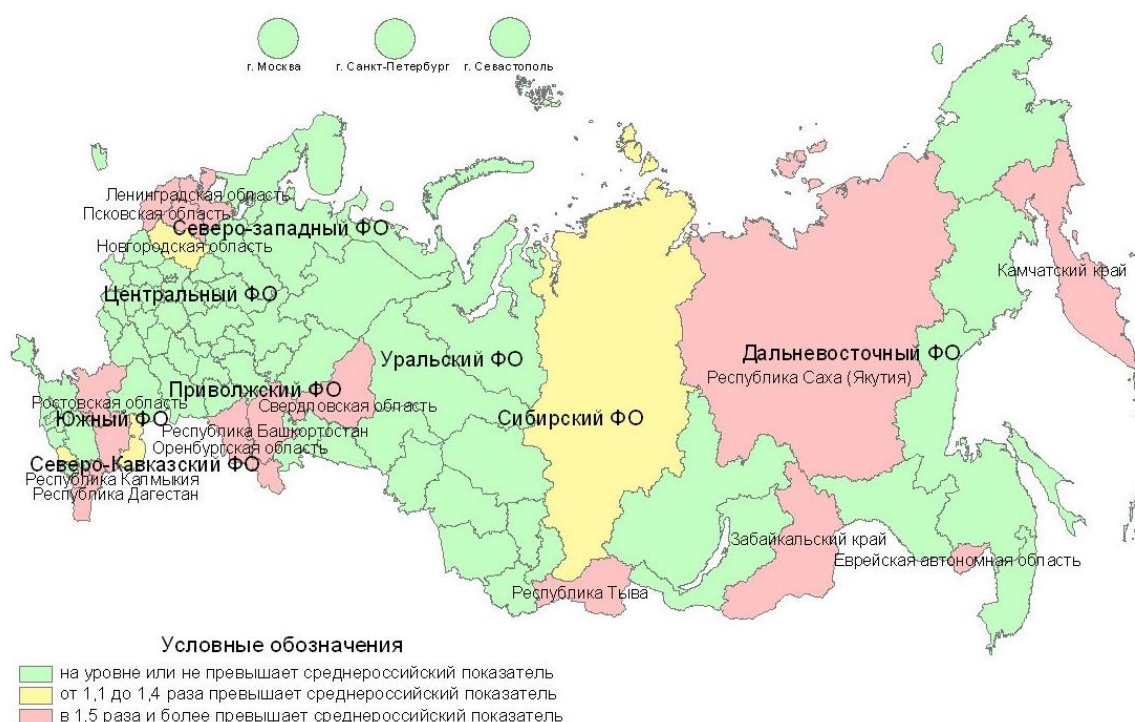 г. Москва
г. Санкт-Петербург
г. Севастополь
Ленинградская область
Псковская область
Северо-западный ФО
Новгородская область
Центральный ФО
Камчатский край
Уральский ФО
Дальневосточный ФО
Республика Саха (Якутия)
Приволжский ФО
Ростовская область
Свердловская область
Южный ФО
Сибирский ФО
Республика Башкортостан
Оренбургская область
Северо-Кавказский ФО
Республика Калмыкия
Республика Дагестан
Забайкальский край
Еврейская автономная область
Республика Тыва
Условные обозначения
на уровне или не превышает среднероссийский показатель
от 1,1 до 1,4 раза превышает среднероссийский показатель
в 1,5 раза и более превышает среднероссийский показатель